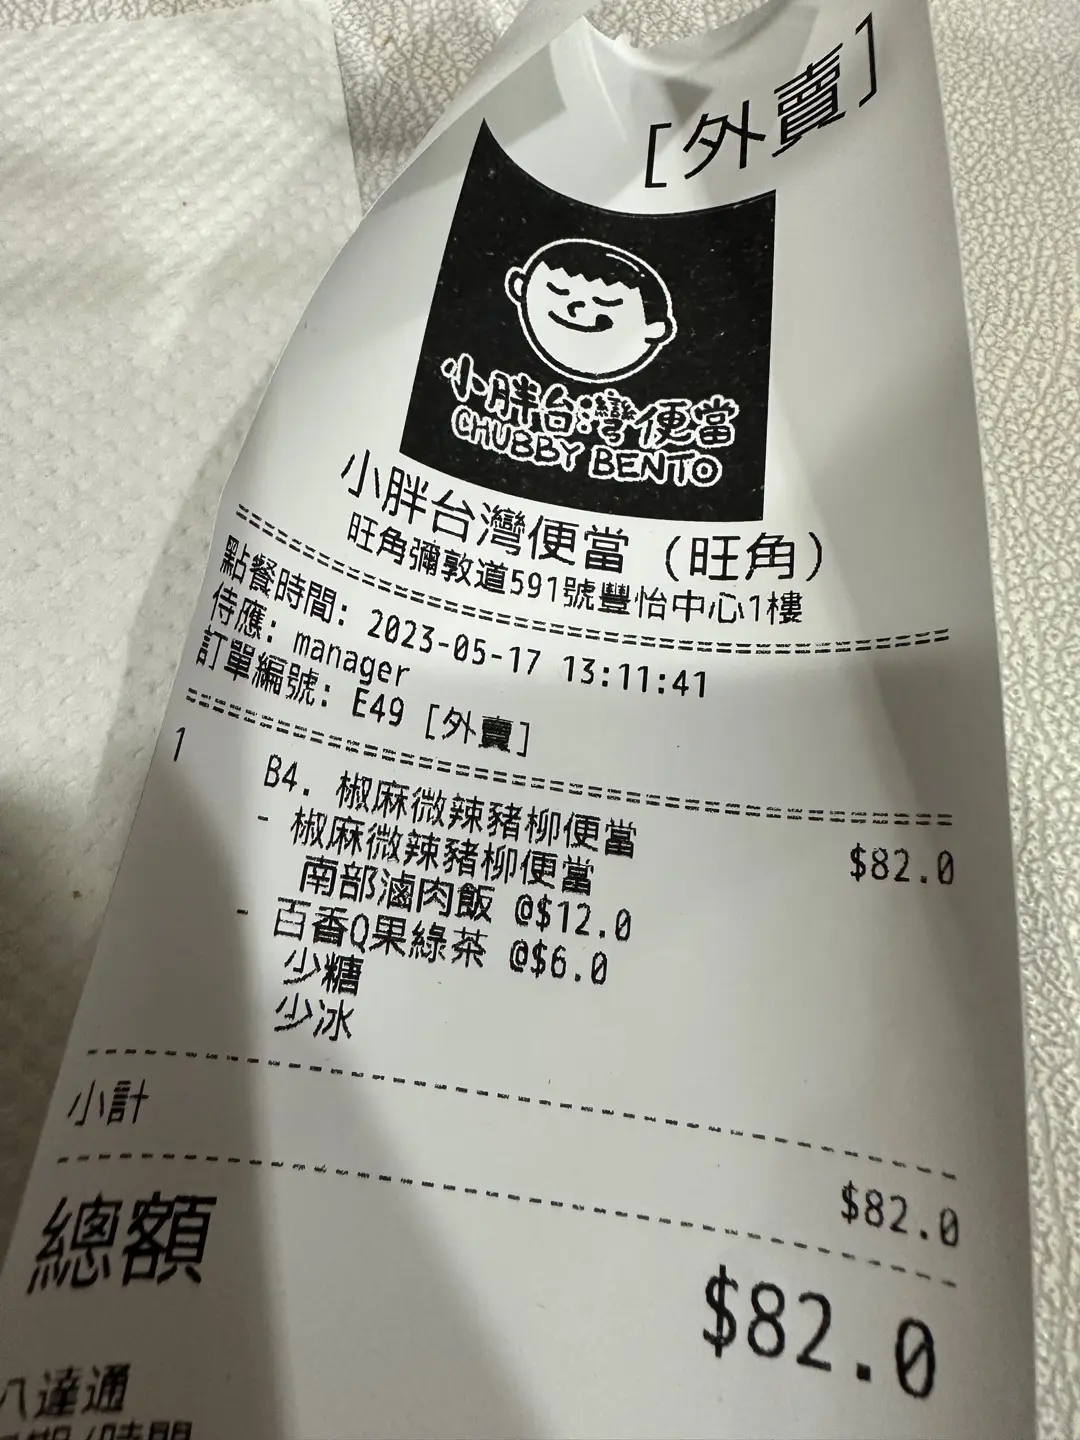 [外賣]
小胖台灣便當
CHUBBY BENTO
小胖台灣便當 (旺角)
旺角彌敦道591號豐怡中心1樓
點餐時間: 2023-05-17 13:11:41
侍應: manager
訂單編號: E49 [外賣]
1 B4. 椒麻微辣豬柳便當 $82.0
- 椒麻微辣豬柳便當
南部滷肉飯 @$12.0
- 百香Q果綠茶 @$6.0
少糖
少冰
小計 $82.0
總額 $82.0
八達通